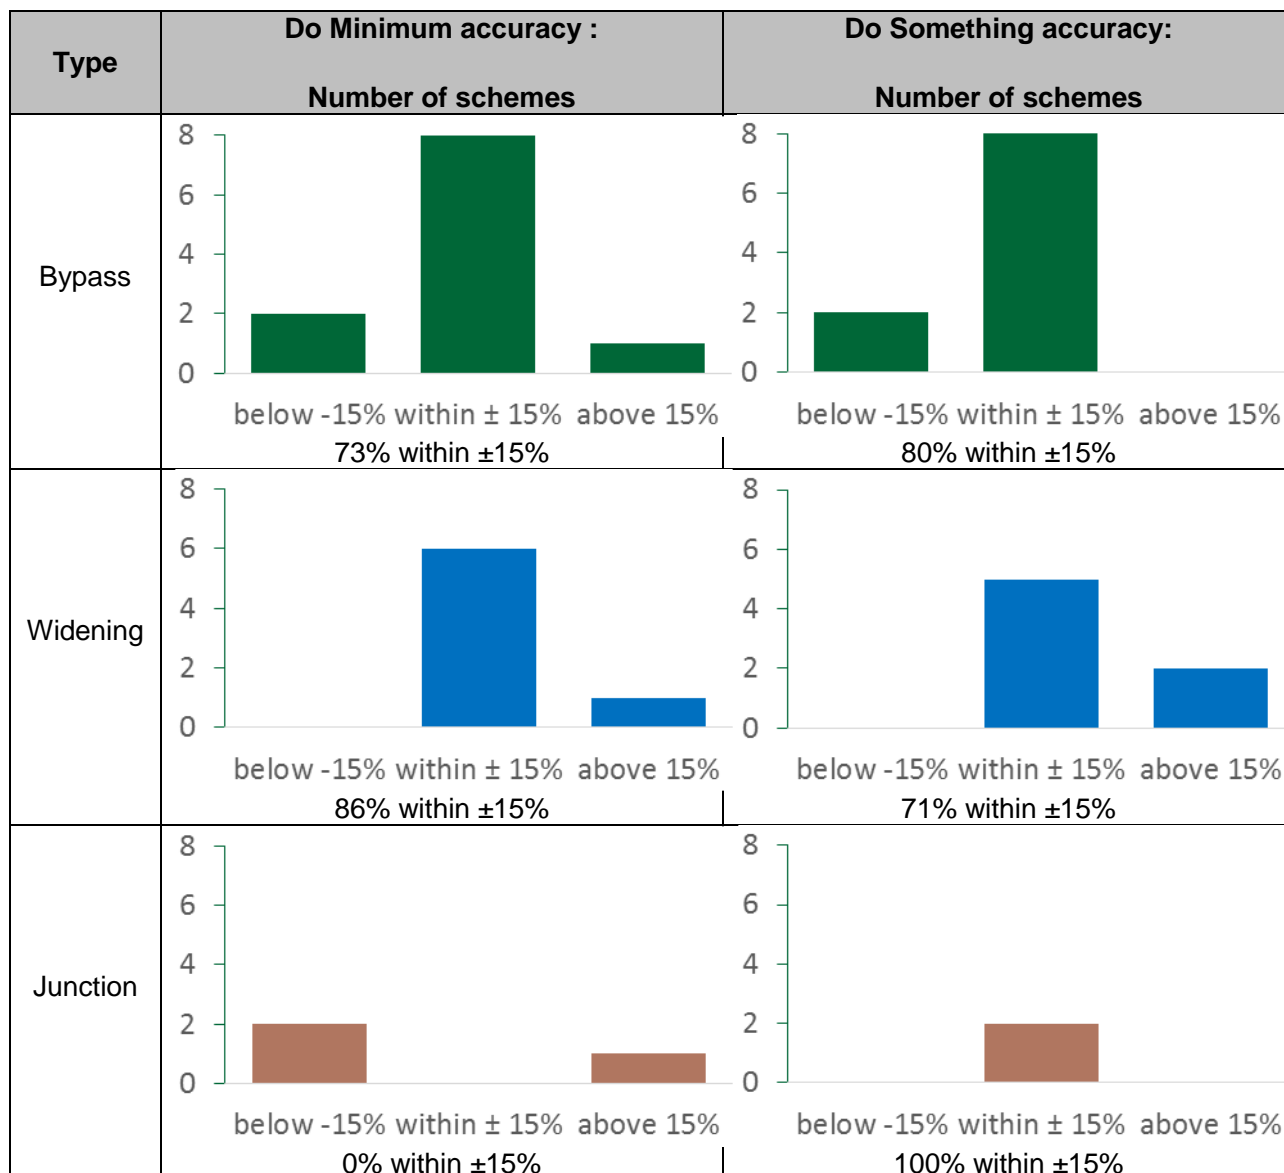 Type
Do Minimum accuracy :
Number of schemes
Do Something accuracy:
Number of schemes
Bypass
8
6
4
2
0
below -15% within ± 15% above 15%
73% within ±15%
8
6
4
2
0
below -15% within ± 15% above 15%
80% within ±15%
Widening
8
6
4
2
0
below -15% within ± 15% above 15%
86% within ±15%
8
6
4
2
0
below -15% within ± 15% above 15%
71% within ±15%
Junction
8
6
4
2
0
below -15% within ± 15% above 15%
0% within ±15%
8
6
4
2
0
below -15% within ± 15% above 15%
100% within ±15%